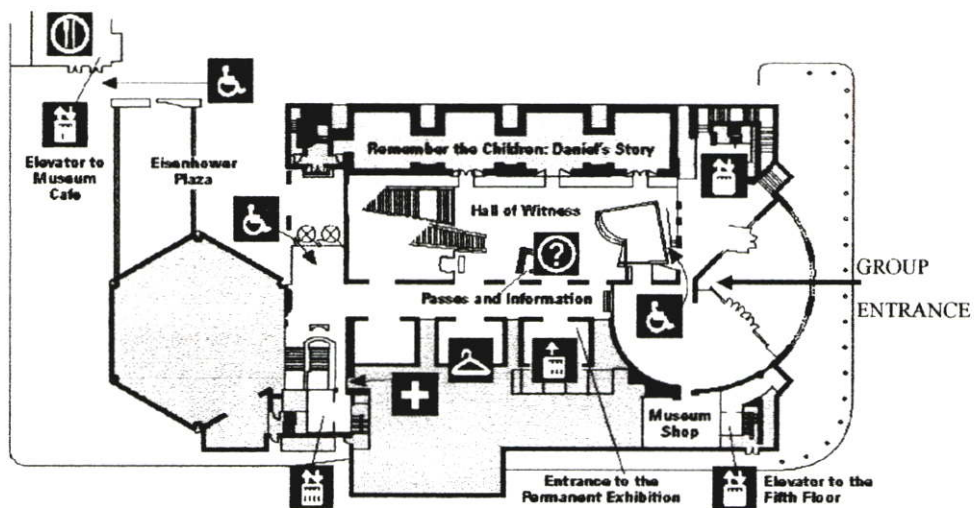 Elevator to
Museum
Cafe
Eisenhower
Plaza
Remember the Children: Daniel's Story
Hall of Witness
?
Passes and Information
GROUP
ENTRANCE
Museum
Shop
Entrance to the
Permanent Exhibition
Elevator to the
Fifth Floor